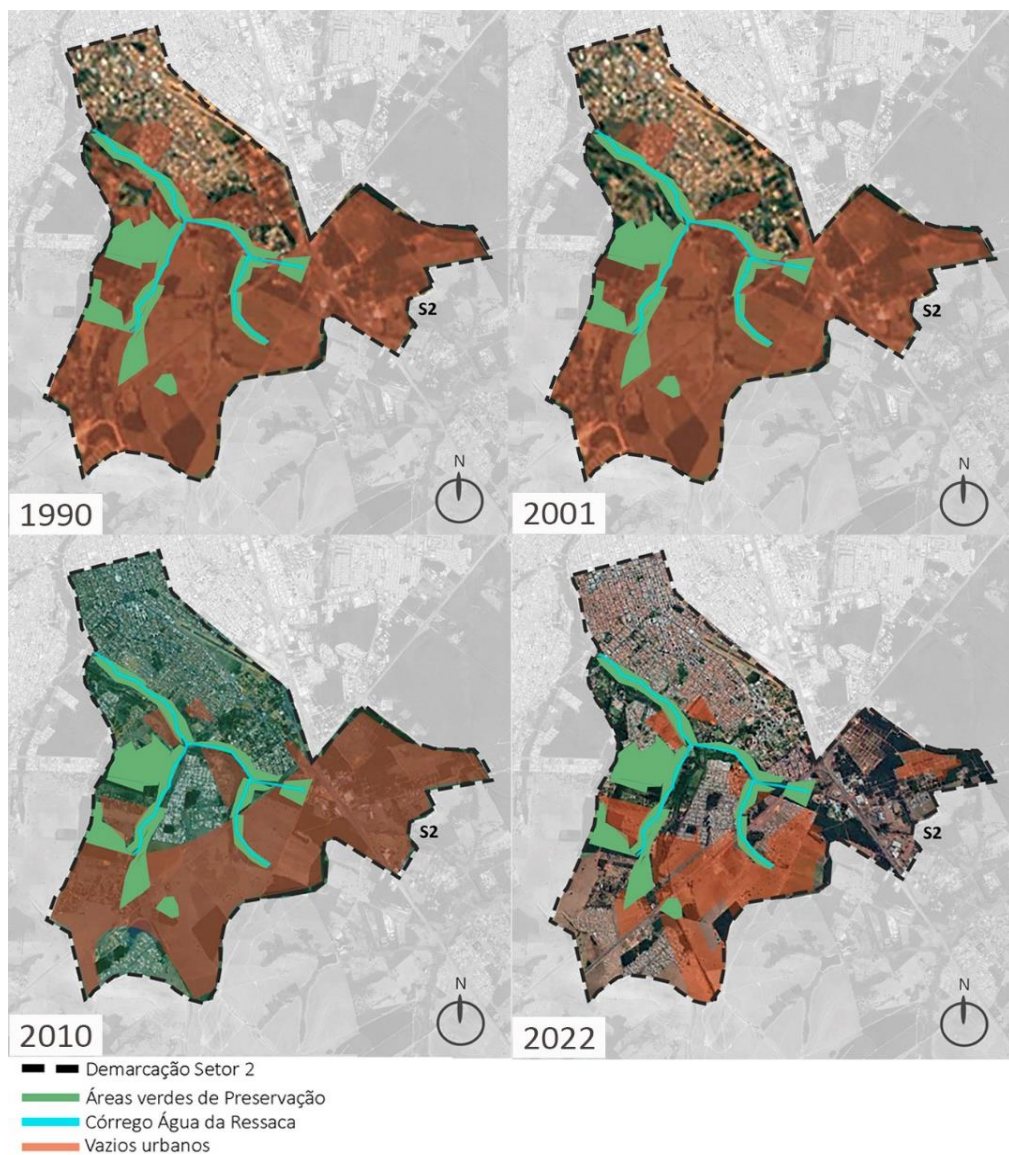 S2
N
1990
S2
N
2001
S2
N
2010
S2
N
2022
Demarcação Setor 2
Áreas verdes de Preservação
Córrego Água da Ressaca
Vazios urbanos